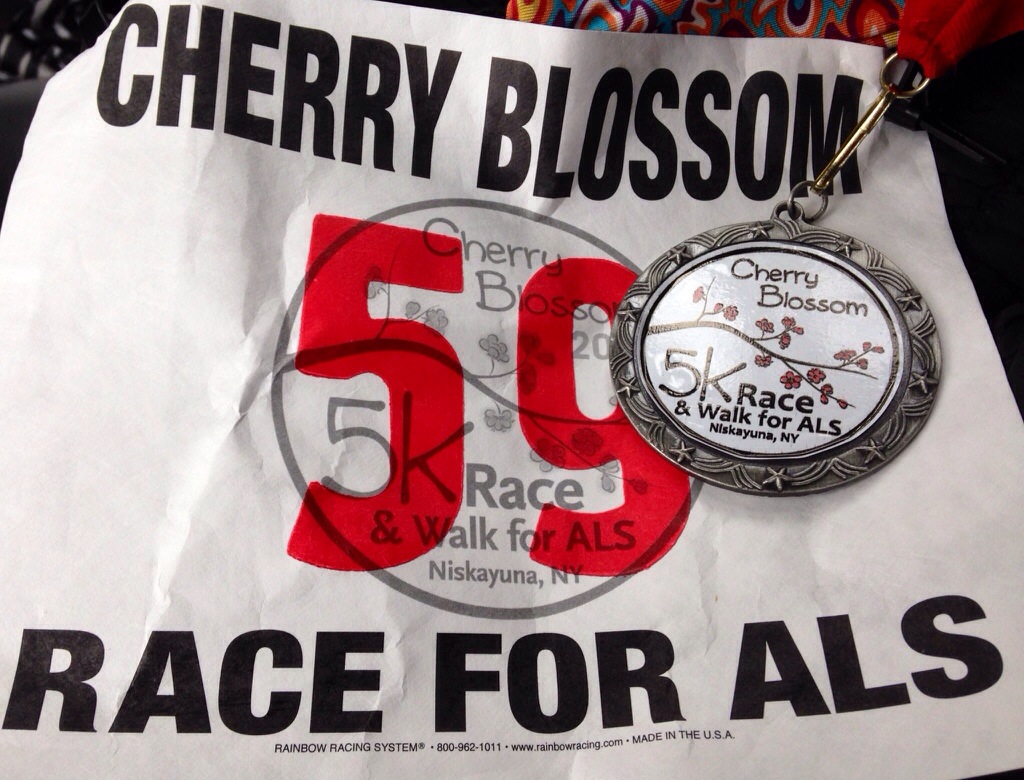 CHERRY BLOSSOM
59
Cherry
Blossom
5k Race
& Walk for ALS
Niskayuna, NY
Cherry
Blossom
5k Race
& Walk for ALS
Niskayuna, NY
RACE FOR ALS
RAINBOW RACING SYSTEM® • 800-962-1011 • www.rainbowracing.com • MADE IN THE U.S.A.